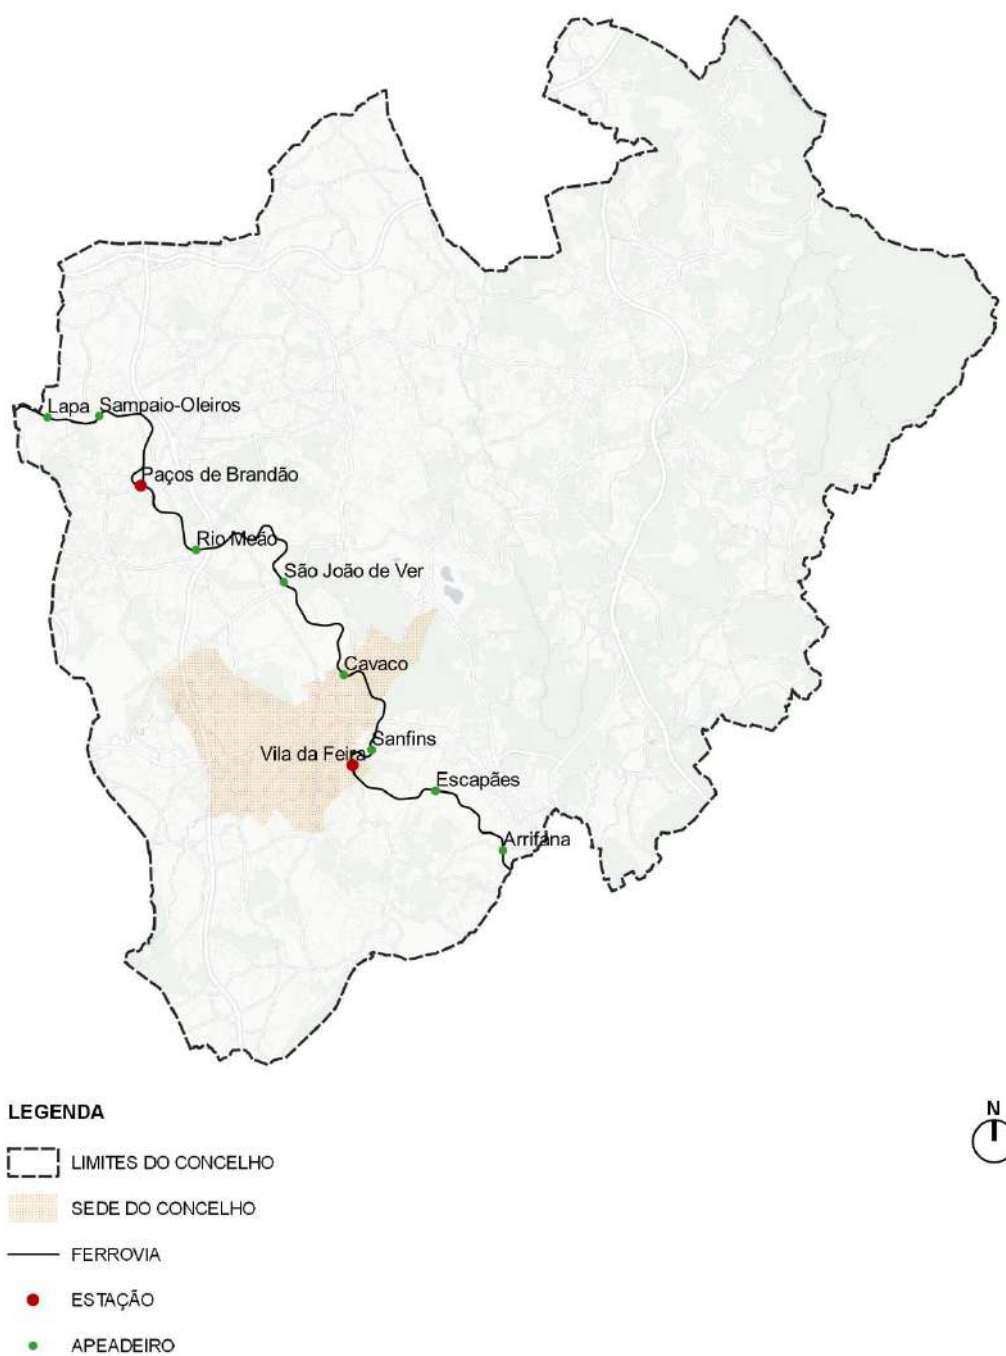 Lapa
Sampaio-Oleiros
Paços de Brandão
Rio Meão
São João de Ver
Cavaco
Sanfins
Vila da Feira
Escapães
Arrifana
LEGENDA
N
LIMITES DO CONCELHO
SEDE DO CONCELHO
FERROVIA
ESTAÇÃO
APEADEIRO